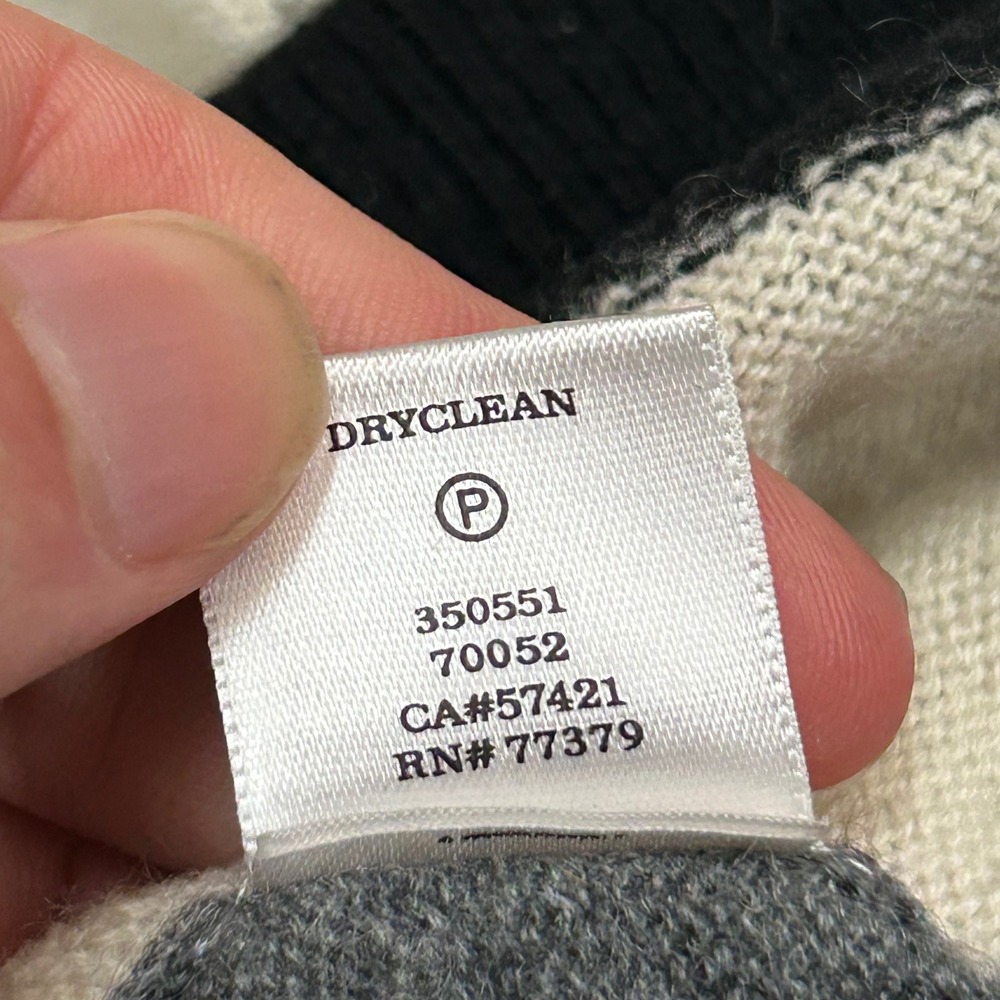 DRYCLEAN
P
350551
70052
CA#57421
RN# 77379